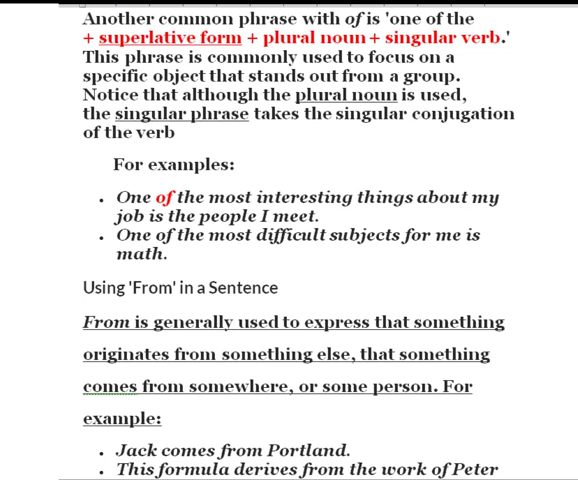 Another common phrase with of is 'one of the
+ superlative form + plural noun + singular verb.'
This phrase is commonly used to focus on a
specific object that stands out from a group.
Notice that although the plural noun is used,
the singular phrase takes the singular conjugation
of the verb
For examples:
• One of the most interesting things about my
job is the people I meet.
• One of the most difficult subjects for me is
math.
Using 'From' in a Sentence
From is generally used to express that something
originates from something else, that something
comes from somewhere, or some person. For
example:
• Jack comes from Portland.
• This formula derives from the work of Peter